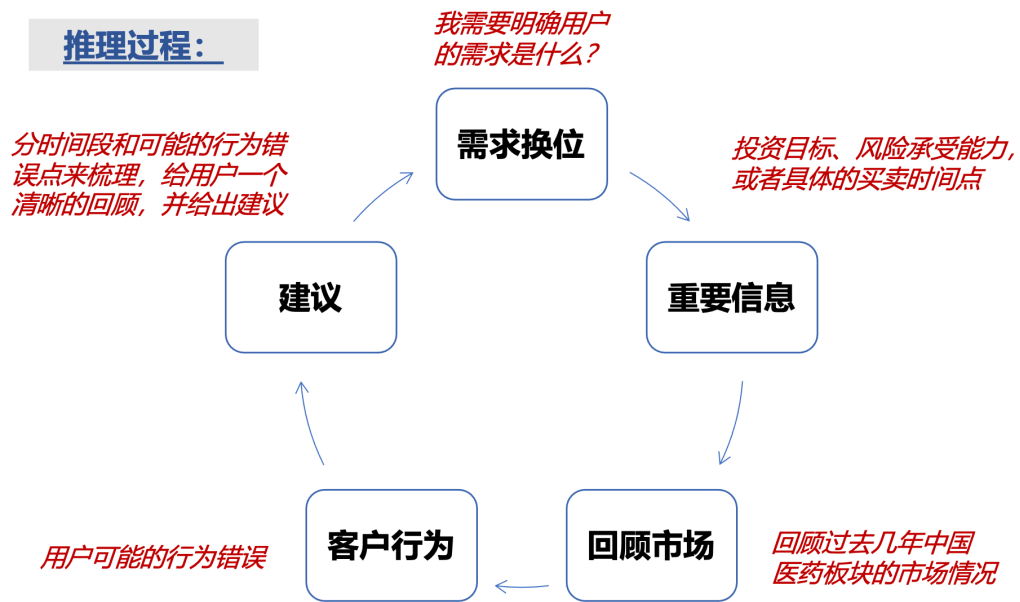 推理过程：
我需要明确用户
的需求是什么？
需求换位
投资目标、风险承受能力，
或者具体的买卖时间点
重要信息
回顾过去几年中国
医药板块的市场情况
回顾市场
客户行为
用户可能的行为错误
建议
分时间段和可能的行为错
误点来梳理，给用户一个
清晰的回顾，并给出建议